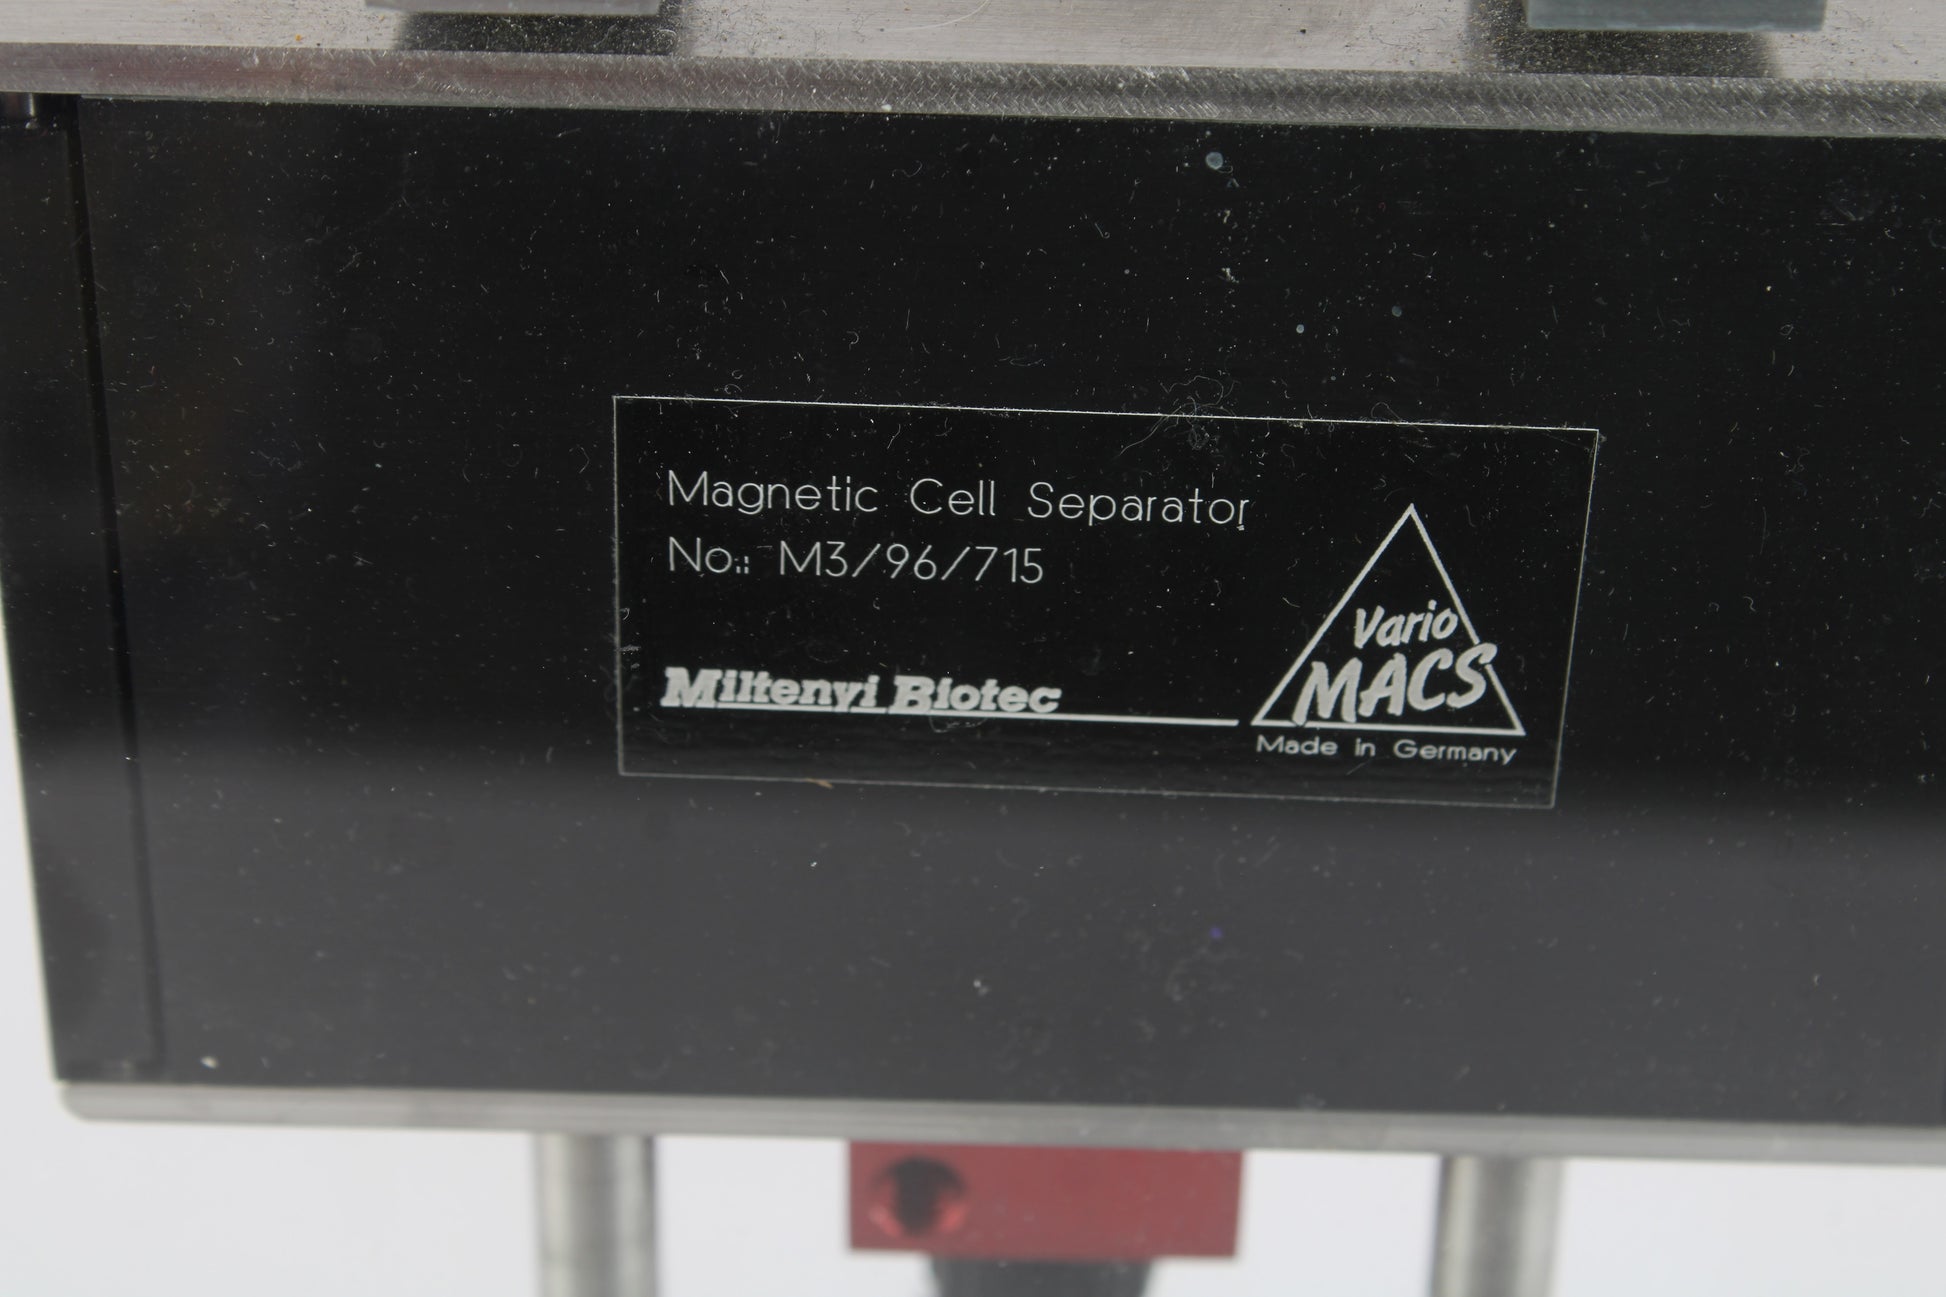 Magnetic Cell Separator
No.: M3/96/715
Miltenyi Biotec
Vario
MACS
Made in Germany